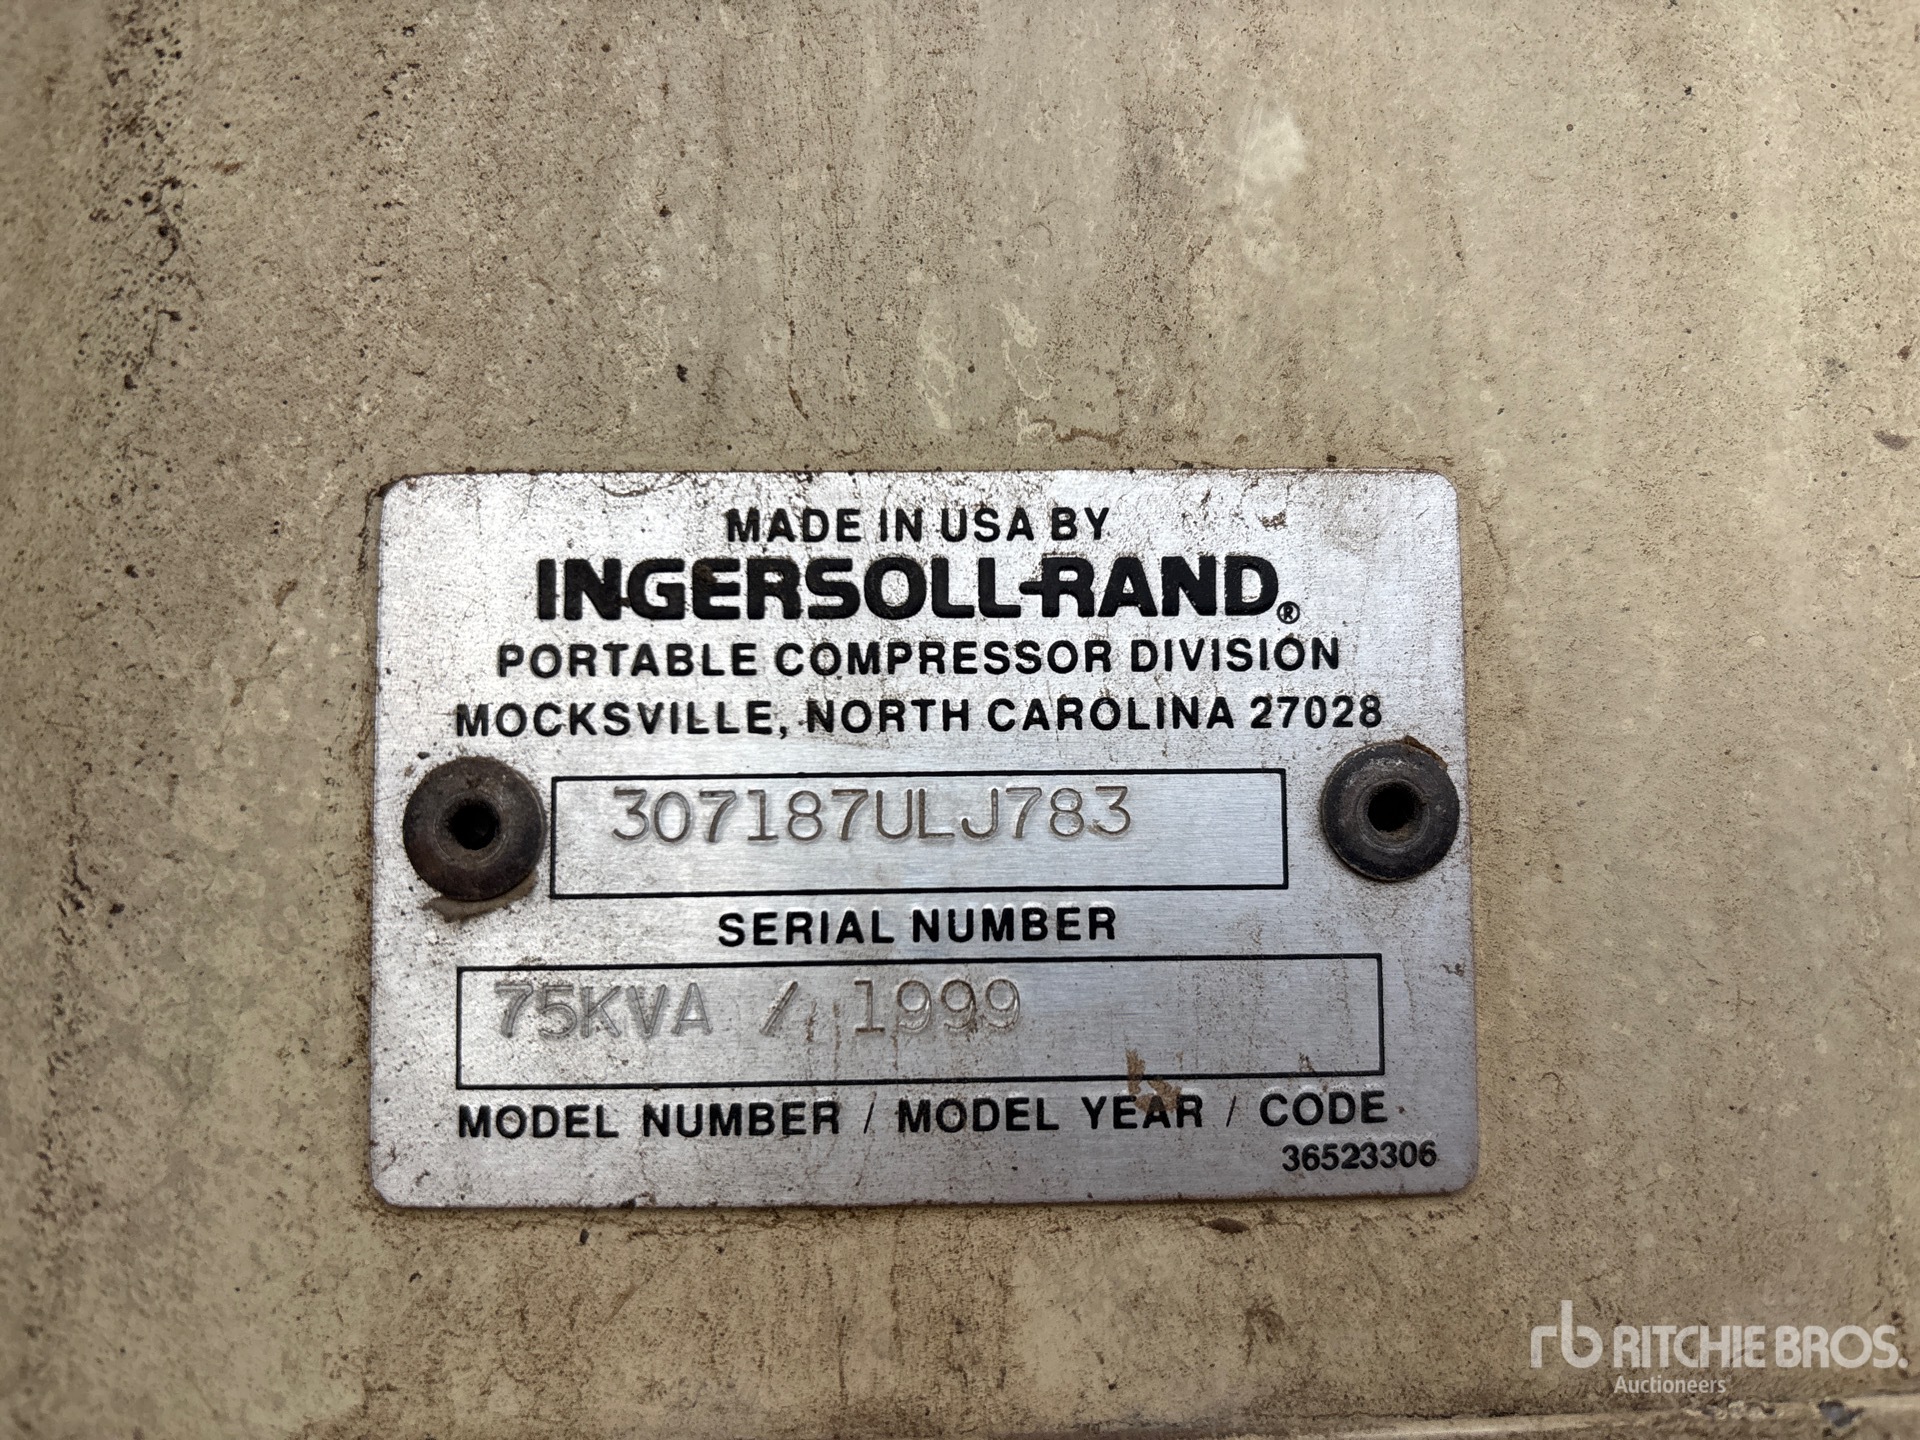 MADE IN USA BY
INGERSOLL-RAND®
PORTABLE COMPRESSOR DIVISION
MOCKSVILLE, NORTH CAROLINA 27028
307187ULJ783
SERIAL NUMBER
75KVA / 1999
MODEL NUMBER / MODEL YEAR / CODE
36523306
rb RITCHIE BROS.
Auctioneers